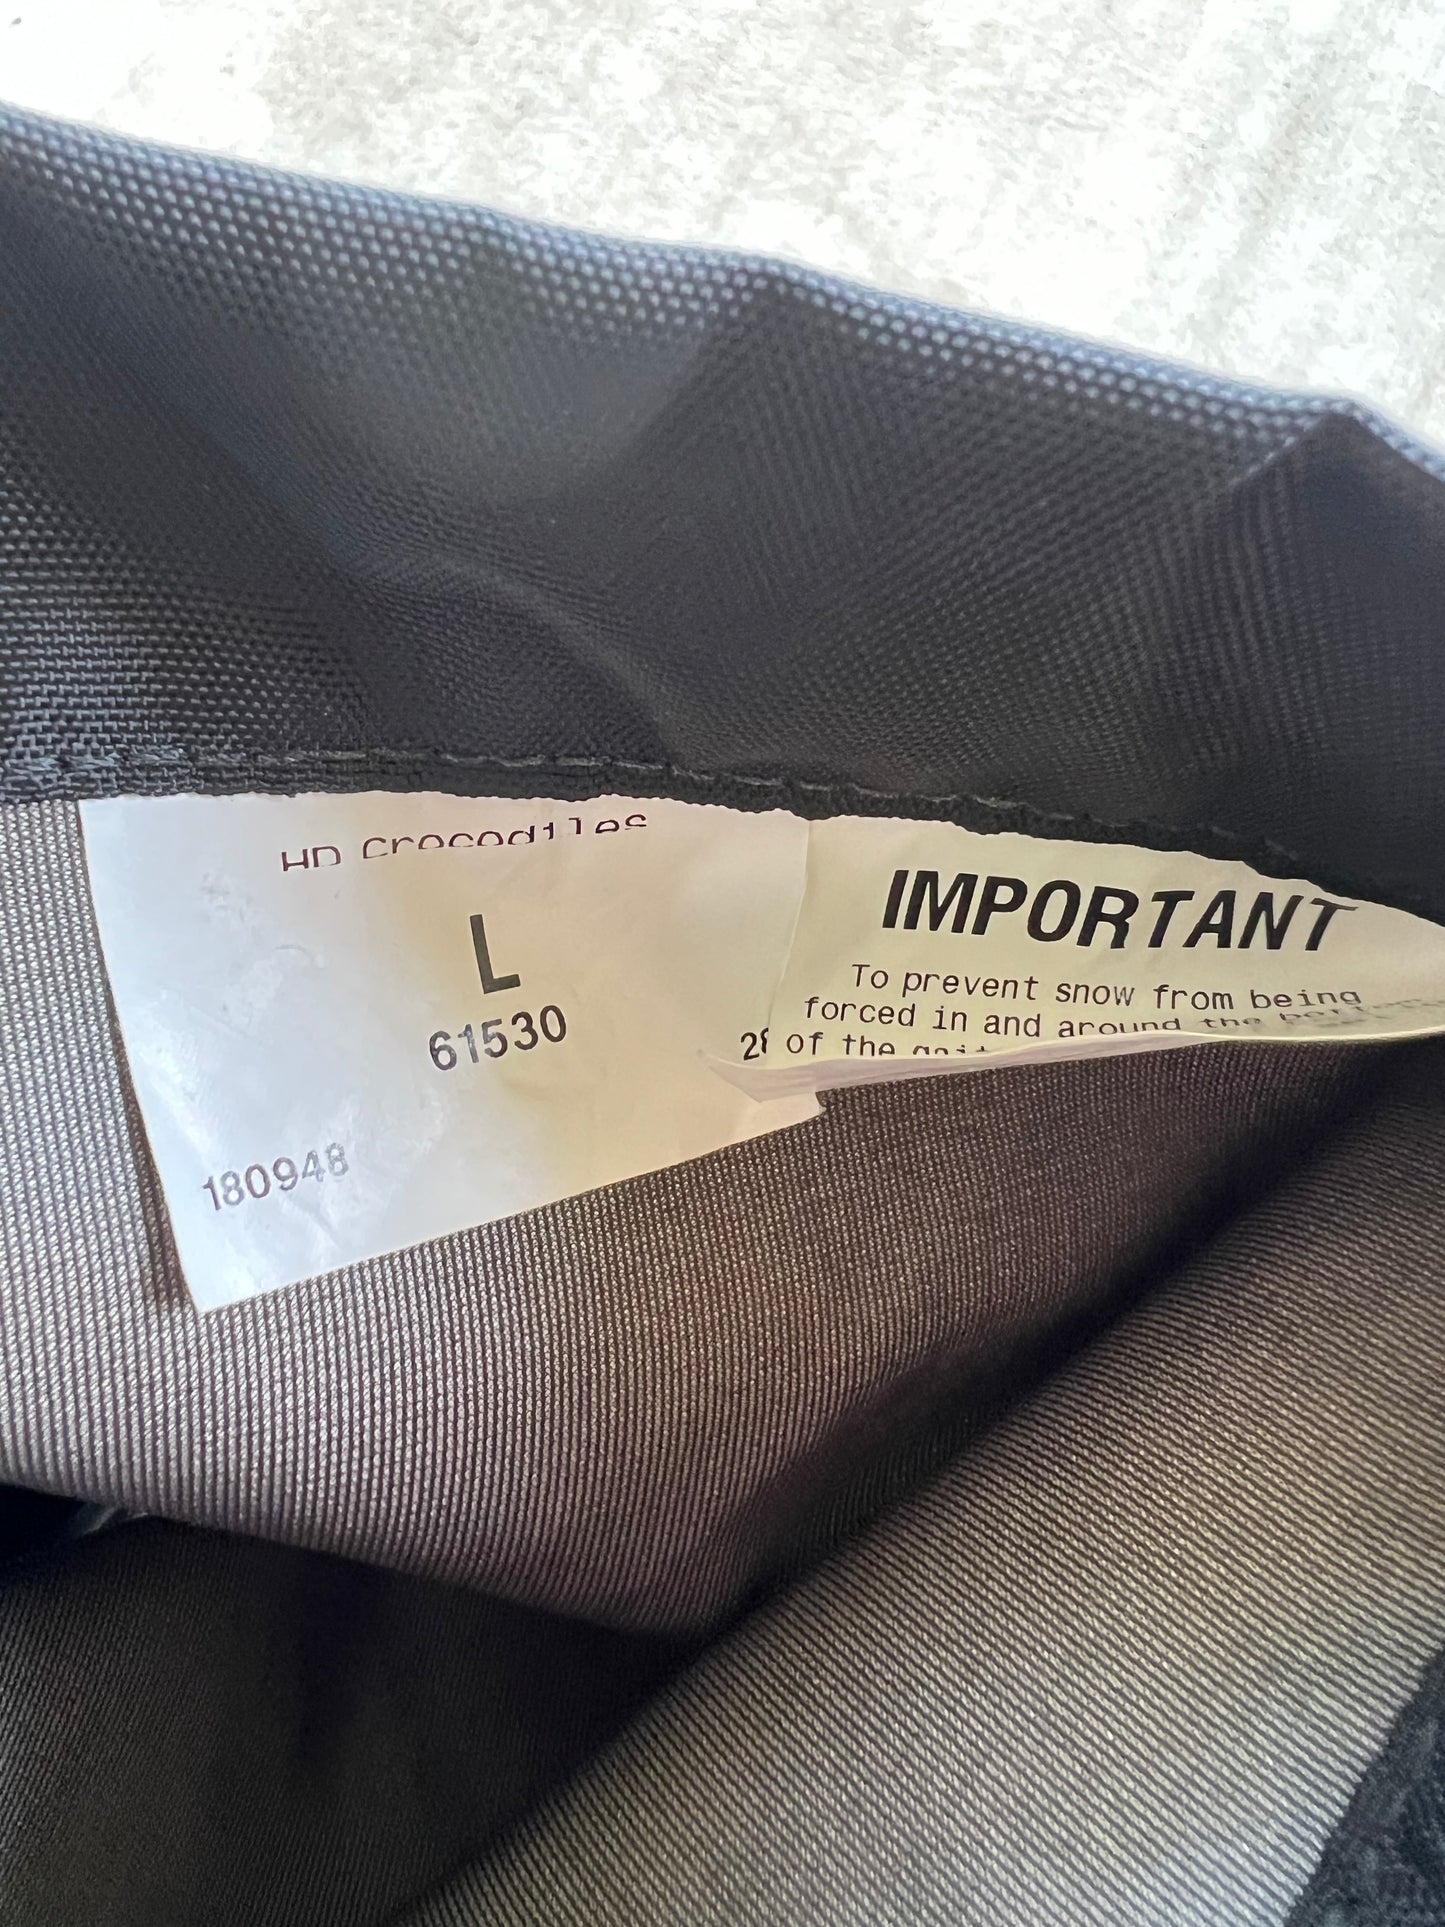 HD Crocodiles
L
61530
180948
IMPORTANT
To prevent snow from being
forced in and around the
of the